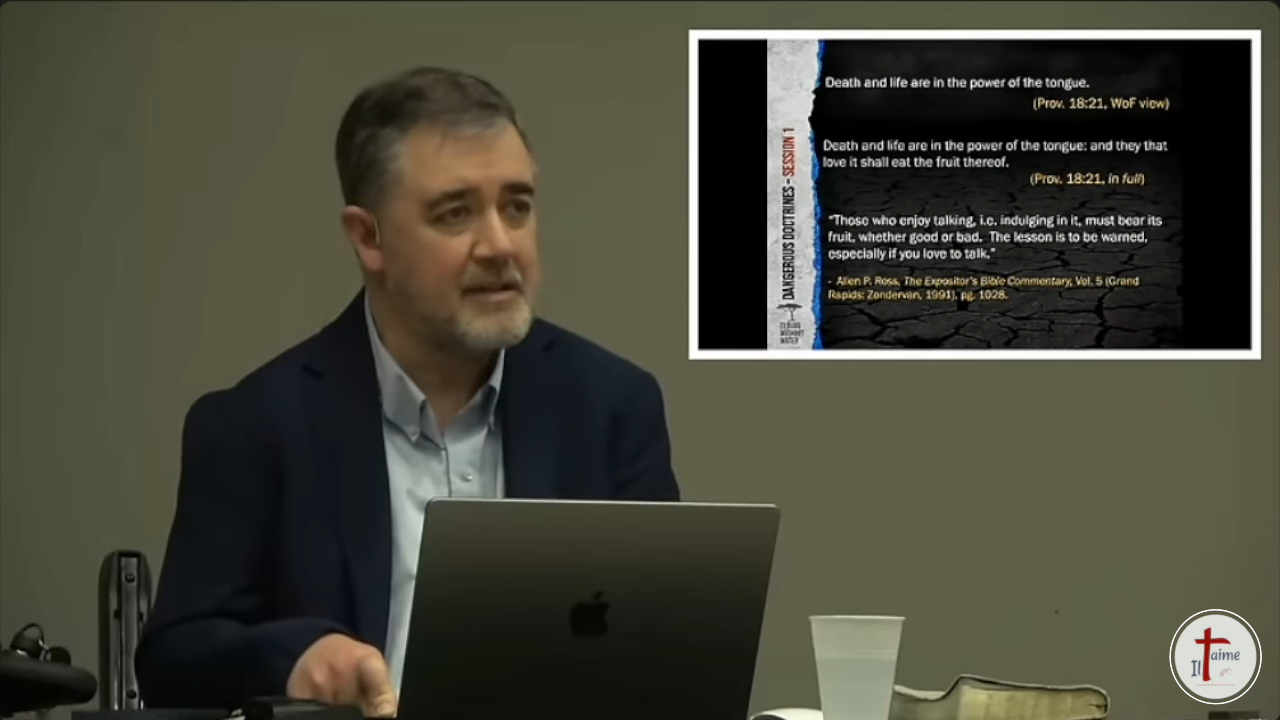 Death and life are in the power of the tongue.
(Prov. 18:21, WoF view)
Death and life are in the power of the tongue: and they that
love it shall eat the fruit thereof.
(Prov. 18:21, in full)
"Those who enjoy talking, i.e. indulging in it, must bear its
fruit, whether good or bad. The lesson is to be warned,
especially if you love to talk."
- Allen P. Ross, The Expositor's Bible Commentary, Vol. 5 (Grand
Rapids: Zondervan, 1991), pg. 1028.
DANGEROUS DOCTRINES - SESSION 1
CLOUDS
WITHOUT
WATER
Il t'aime